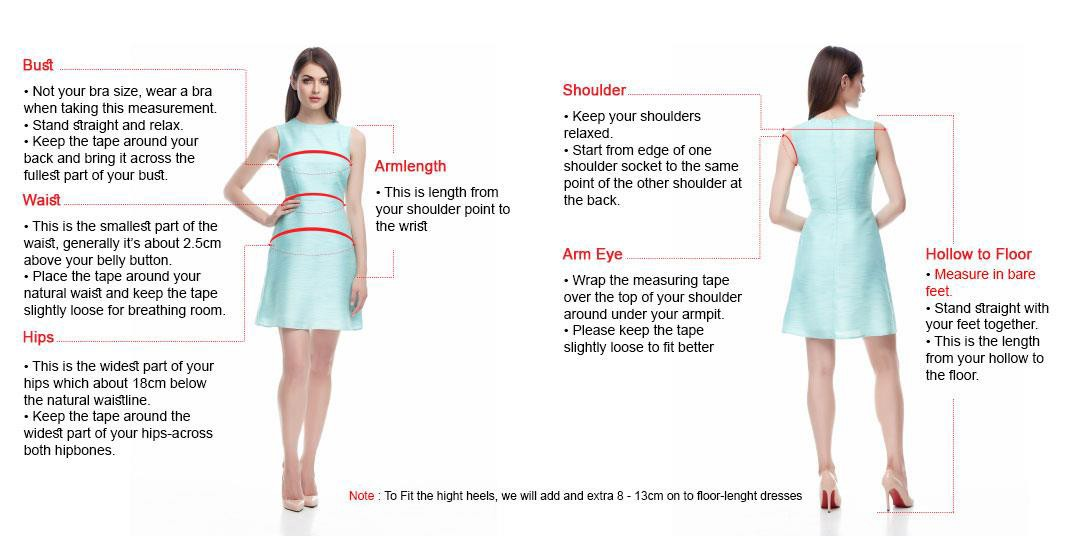 Bust
• Not your bra size, wear a bra
when taking this measurement.
• Stand straight and relax.
• Keep the tape around your
back and bring it across the
fullest part of your bust.
Waist
• This is the smallest part of the
waist, generally it's about 2.5cm
above your belly button.
• Place the tape around your
natural waist and keep the tape
slightly loose for breathing room.
Hips
• This is the widest part of your
hips which about 18cm below
the natural waistline.
• Keep the tape around the
widest part of your hips-across
both hipbones.
Armlength
• This is length from
your shoulder point to
the wrist
Shoulder
• Keep your shoulders
relaxed.
• Start from edge of one
shoulder socket to the same
point of the other shoulder at
the back.
Arm Eye
• Wrap the measuring tape
over the top of your shoulder
around under your armpit.
• Please keep the tape
slightly loose to fit better
Hollow to Floor
• Measure in bare
feet.
• Stand straight with
your feet together.
• This is the length
from your hollow to
the floor.
Note : To Fit the hight heels, we will add and extra 8 - 13cm on to floor-lenght dresses